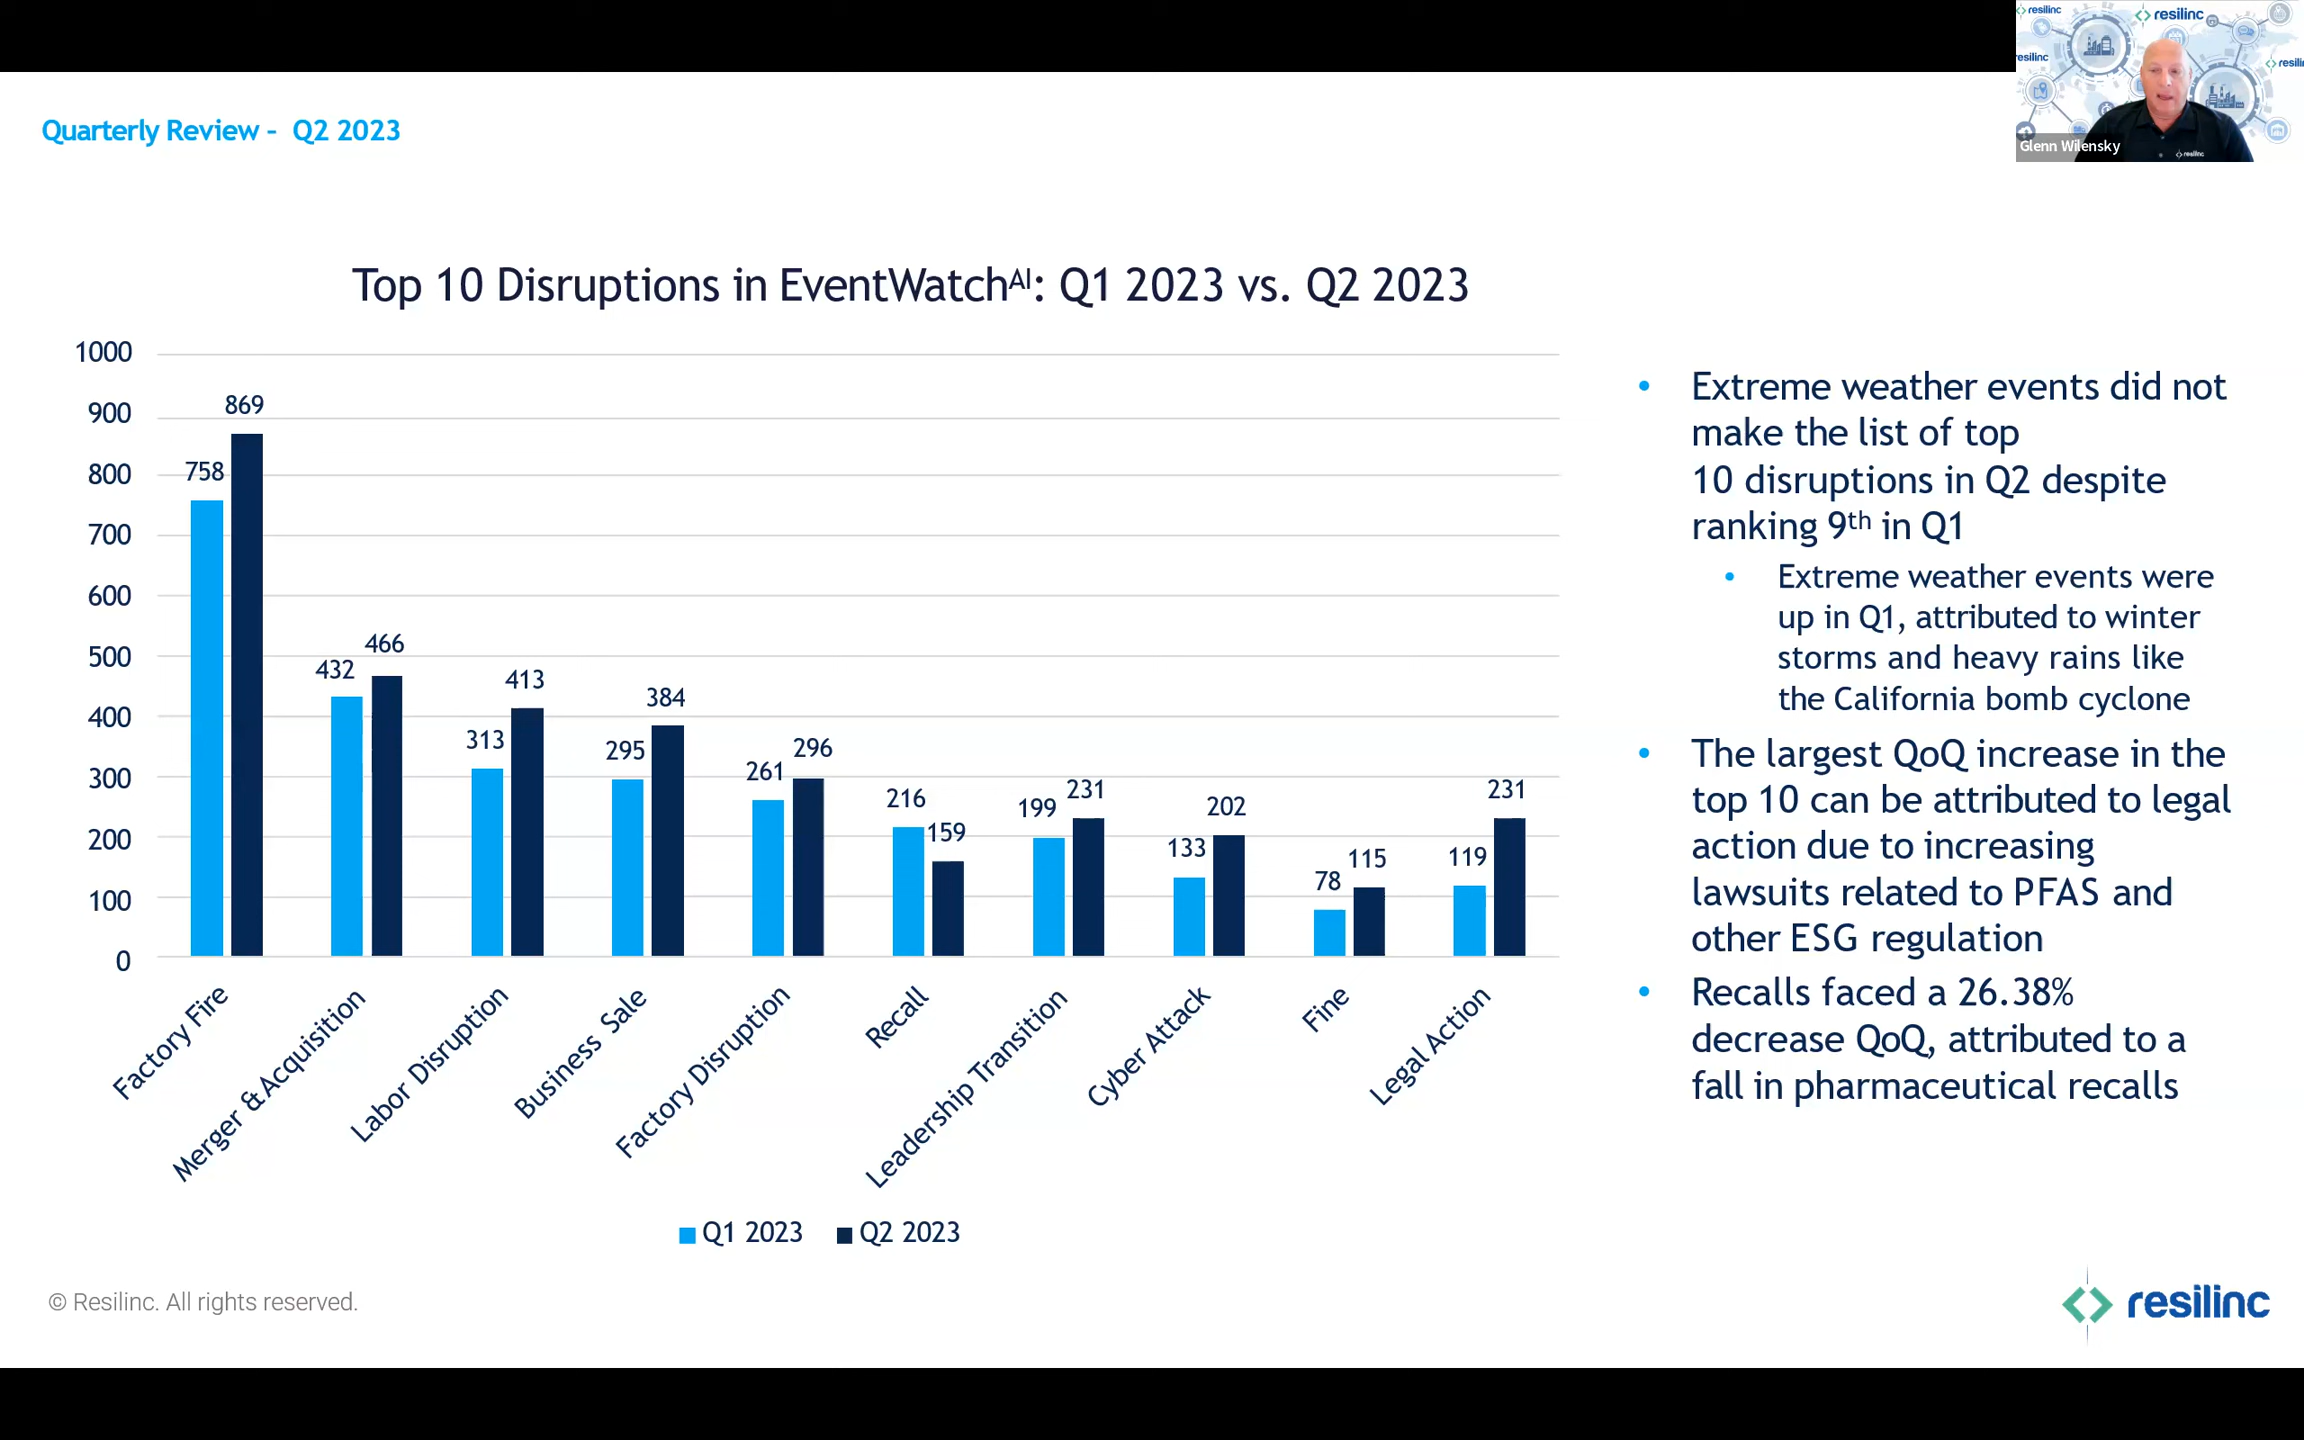 resilinc
resilinc
resilinc
Glenn Wilensky
resilinc
Quarterly Review - Q2 2023
Top 10 Disruptions in EventWatchAI: Q1 2023 vs. Q2 2023
1000
900
800
700
600
500
400
300
200
100
0
758
869
432
466
313
413
295
384
261
296
216
159
199
231
133
202
78
115
119
231
Factory Fire
Merger & Acquisition
Labor Disruption
Business Sale
Factory Disruption
Recall
Leadership Transition
Cyber Attack
Fine
Legal Action
Q1 2023
Q2 2023
• Extreme weather events did not
make the list of top
10 disruptions in Q2 despite
ranking 9th in Q1
• Extreme weather events were
up in Q1, attributed to winter
storms and heavy rains like
the California bomb cyclone
• The largest QoQ increase in the
top 10 can be attributed to legal
action due to increasing
lawsuits related to PFAS and
other ESG regulation
• Recalls faced a 26.38%
decrease QoQ, attributed to a
fall in pharmaceutical recalls
© Resilinc. All rights reserved.
resilinc